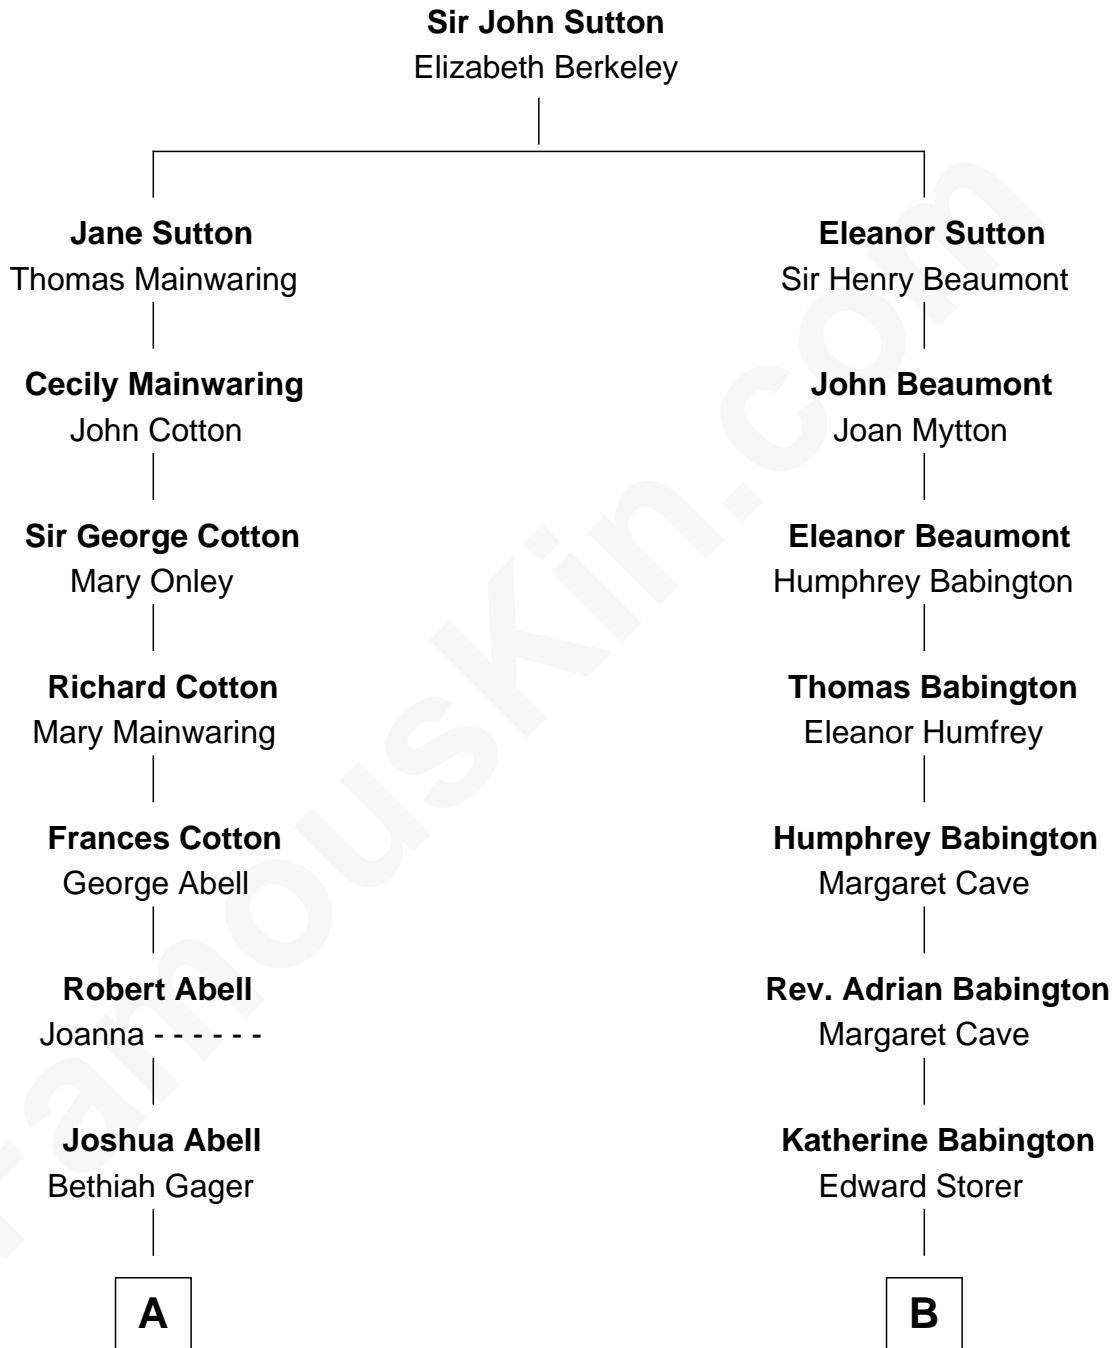 Sir John Sutton
Elizabeth Berkeley
Jane Sutton
Thomas Mainwaring
Eleanor Sutton
Sir Henry Beaumont
Cecily Mainwaring
John Cotton
John Beaumont
Joan Mytton
Sir George Cotton
Mary Onley
Eleanor Beaumont
Humphrey Babington
Richard Cotton
Mary Mainwaring
Thomas Babington
Eleanor Humfrey
Frances Cotton
George Abell
Humphrey Babington
Margaret Cave
Robert Abell
Joanna - - - - - -
Rev. Adrian Babington
Margaret Cave
Joshua Abell
Bethiah Gager
Katherine Babington
Edward Storer
A
B
FamousKin.com